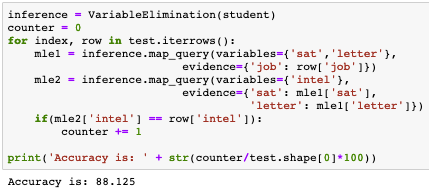 inference = VariableElimination(student)
counter = 0
for index, row in test.iterrows():
    mle1 = inference.map_query(variables={'sat','letter'},
                               evidence={'job': row['job']})
    mle2 = inference.map_query(variables={'intel'},
                               evidence={'sat': mle1['sat'],
                                         'letter': mle1['letter']})
    if(mle2['intel'] == row['intel']):
        counter += 1

print('Accuracy is: ' + str(counter/test.shape[0]*100))
Accuracy is: 88.125